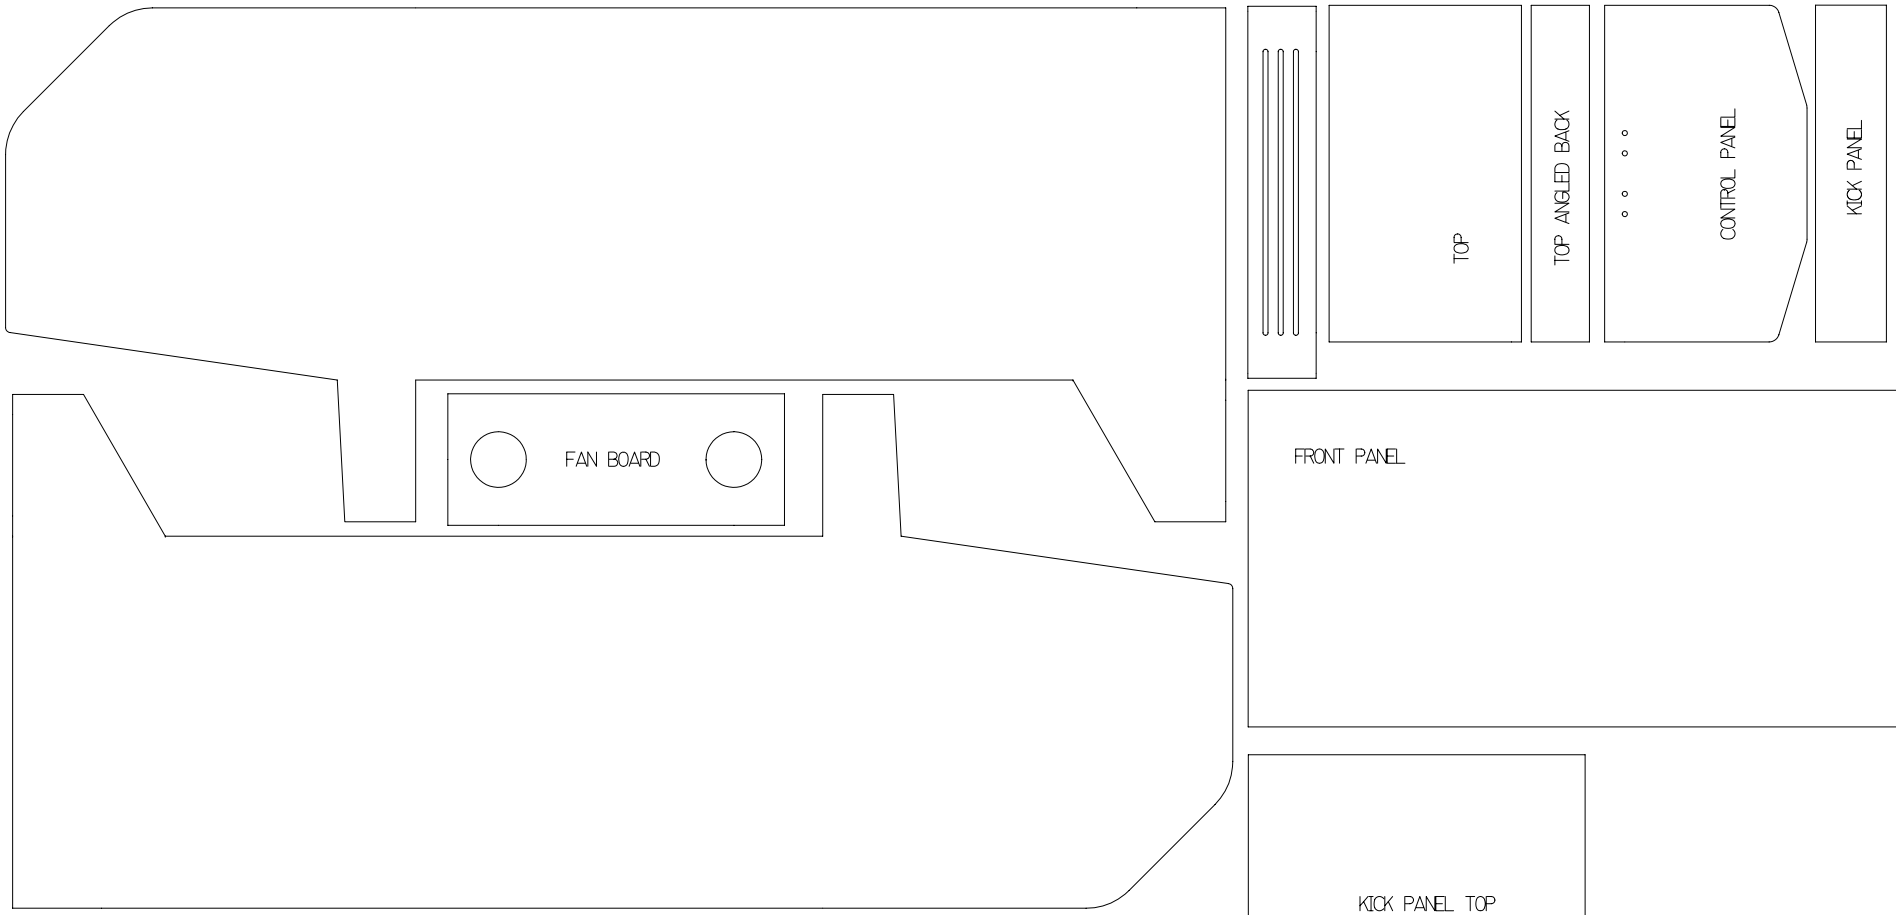 TOP
TOP ANGLED BACK
CONTROL PANEL
KICK PANEL
FAN BOARD
FRONT PANEL
KICK PANEL TOP